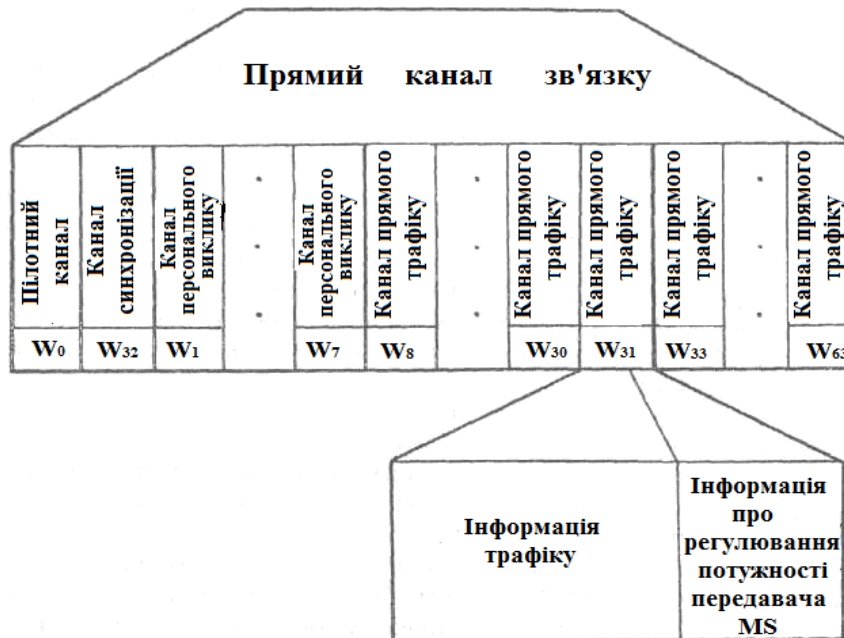 Прямий канал зв'язку
Пілотний
канал
Канал
синхронізації
Канал
персонального
виклику
.
.
.
Канал
персонального
виклику
Канал прямого
трафіку
.
.
.
Канал прямого
трафіку
Канал прямого
трафіку
Канал прямого
трафіку
.
.
.
Канал прямого
трафіку
W0
W32
W1
W7
W8
W30
W31
W33
W63
Інформація
трафіку
Інформація
про
регулювання
потужності
передавача
MS